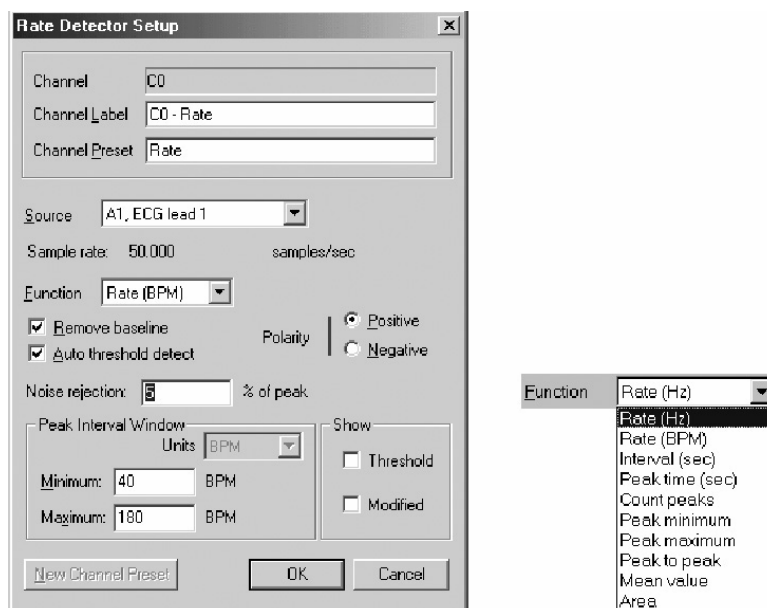 Rate Detector Setup
Channel C0
Channel Label C0 - Rate
Channel Preset Rate
Source A1, ECG lead 1
Sample rate: 50.000 samples/sec
Function Rate (BPM)
Remove baseline
Auto threshold detect
Polarity
Positive
Negative
Noise rejection: 5 % of peak
Peak Interval Window
Units BPM
Minimum: 40 BPM
Maximum: 180 BPM
Show
Threshold
Modified
New Channel Preset OK Cancel
Function Rate (Hz)
Rate (Hz)
Rate (BPM)
Interval (sec)
Peak time (sec)
Count peaks
Peak minimum
Peak maximum
Peak to peak
Mean value
Area